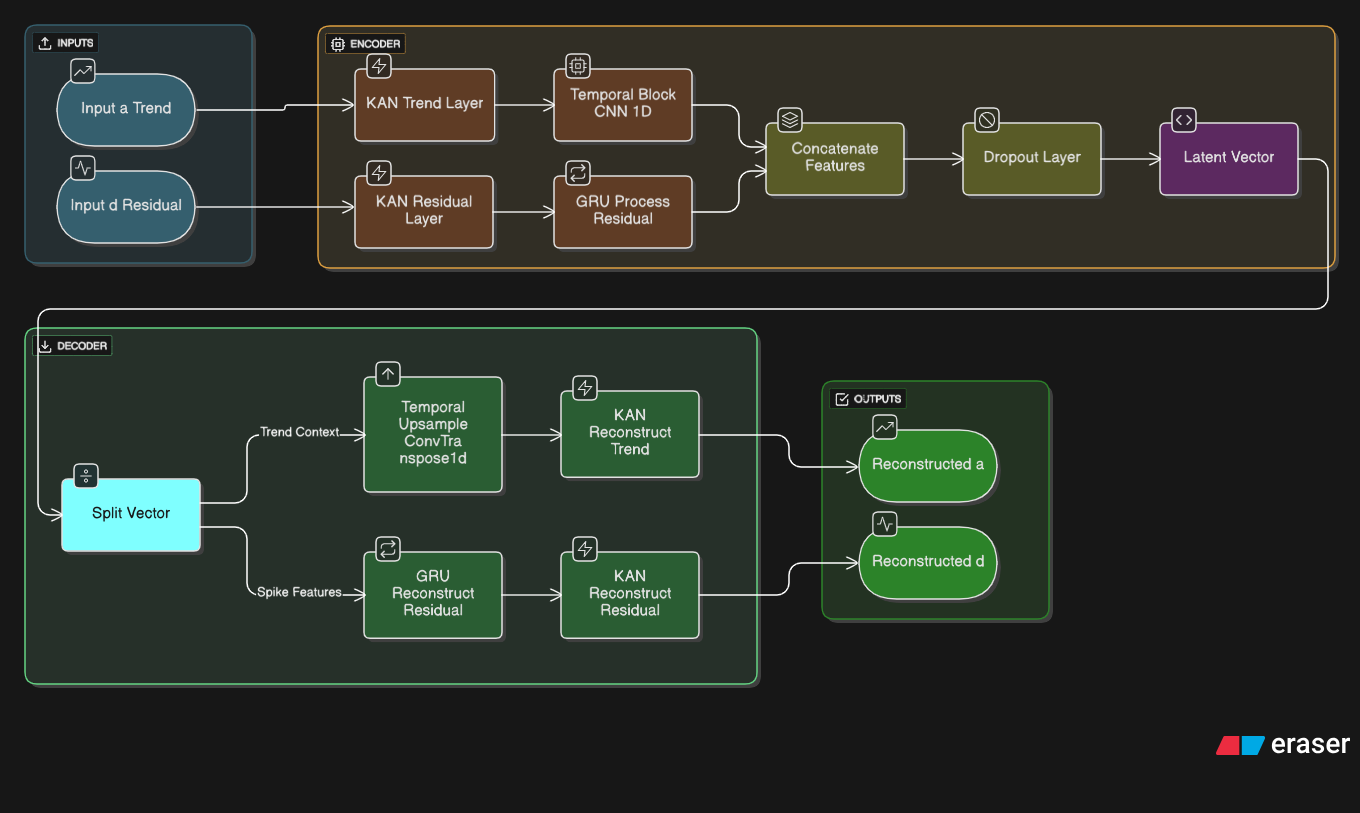 INPUTS
Input a Trend
Input d Residual
ENCODER
KAN Trend Layer
Temporal Block
CNN 1D
KAN Residual
Layer
GRU Process
Residual
Concatenate
Features
Dropout Layer
Latent Vector
DECODER
Split Vector
Trend Context
Spike Features
Temporal
Upsample
ConvTra
nspose1d
KAN
Reconstruct
Trend
GRU
Reconstruct
Residual
KAN
Reconstruct
Residual
OUTPUTS
Reconstructed a
Reconstructed d
eraser